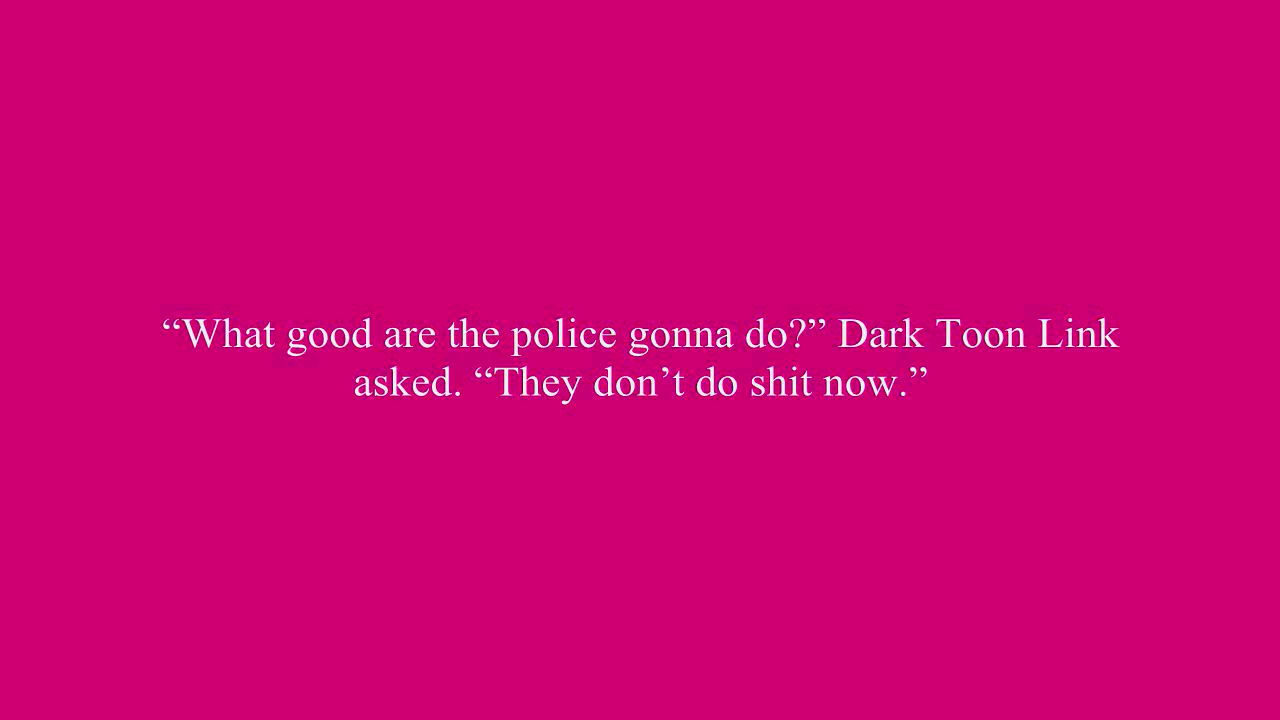 “What good are the police gonna do?” Dark Toon Link
asked. “They don’t do shit now.”